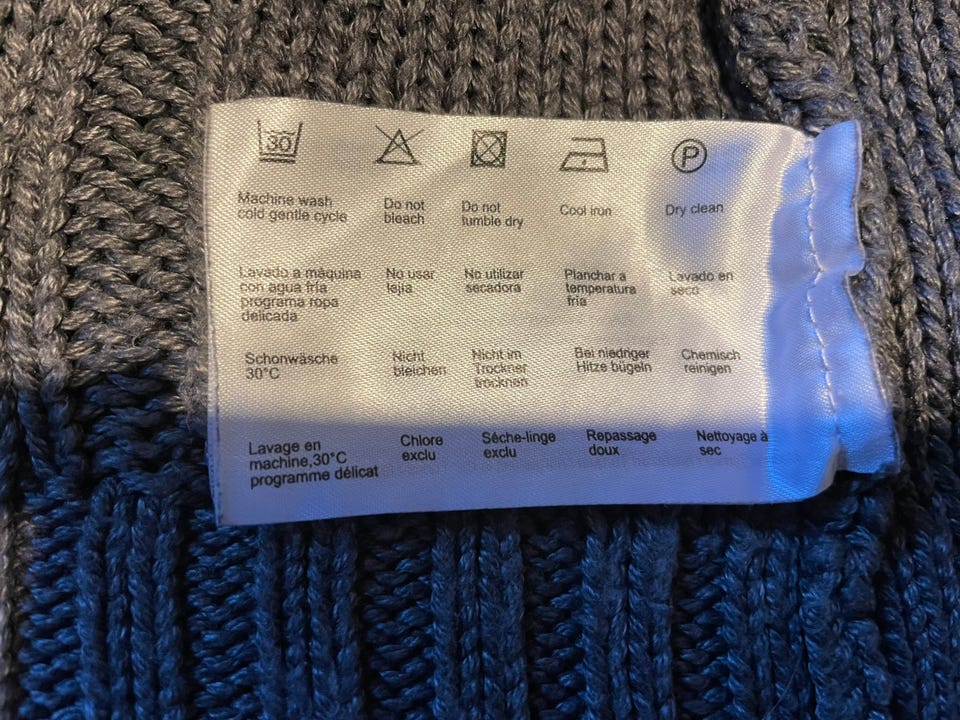 30
P
Machine wash
cold gentle cycle
Do not
bleach
Do not
tumble dry
Cool iron
Dry clean
Lavado a máquina
con agua fría
programa ropa
delicada
No usar
lejía
No utilizar
secadora
Planchar a
temperatura
fría
Lavado en
seco
Schonwäsche
30°C
Nicht
bleichen
Nicht im
Trockner
trocknen
Bei niedriger
Hitze bügeln
Chemisch
reinigen
Lavage en
machine,30°C
programme délicat
Chlore
exclu
Séche-linge
exclu
Repassage
doux
Nettoyage à
sec